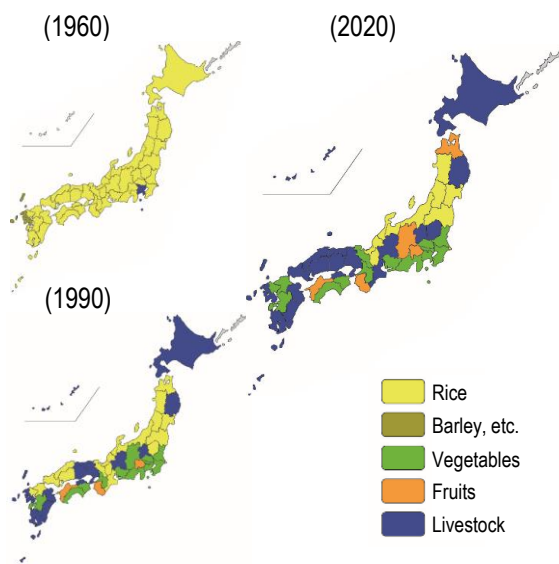 (1960)
(2020)
(1990)
Rice
Barley, etc.
Vegetables
Fruits
Livestock